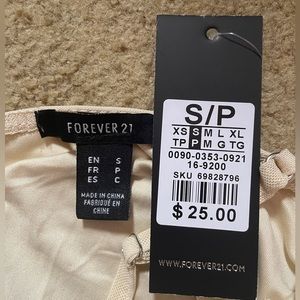 FOREVER 21
EN S
FR P
ES C
MADE IN CHINA
FABRIQUÉ EN
CHINE
S/P
XS S M L XL
TP P M G TG
0090-0353-0921
16-9200
SKU 69828796
$ 25.00
WWW.FOREVER21.COM